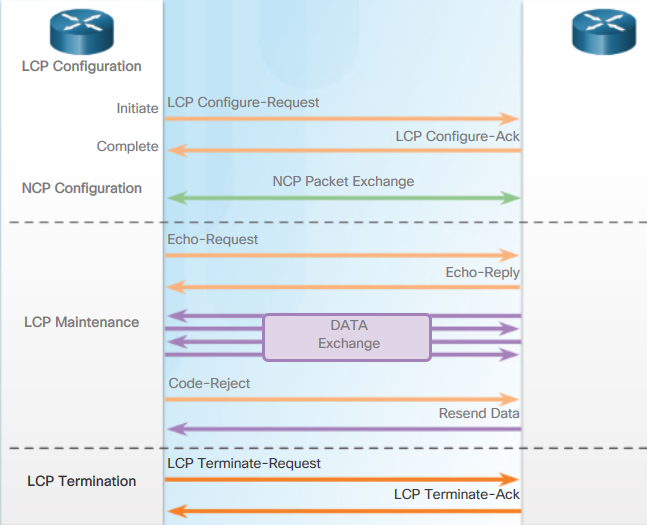 LCP Configuration
Initiate
LCP Configure-Request
LCP Configure-Ack
Complete
NCP Configuration
NCP Packet Exchange
Echo-Request
Echo-Reply
LCP Maintenance
DATA
Exchange
Code-Reject
Resend Data
LCP Terminate-Request
LCP Termination
LCP Terminate-Ack